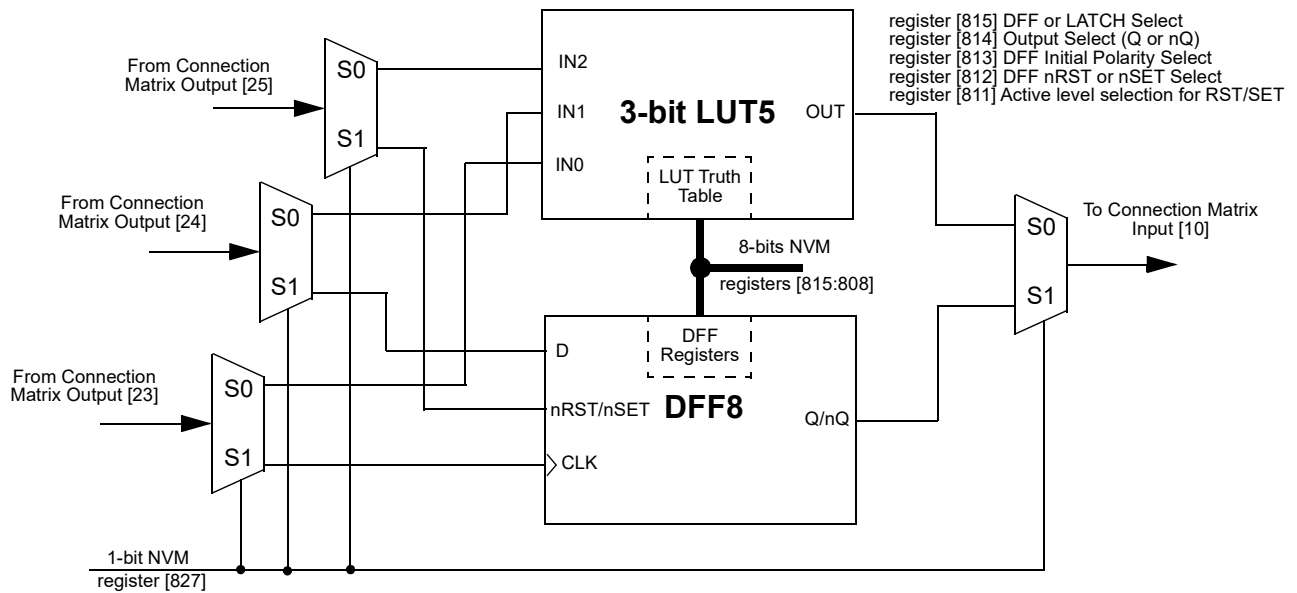 register [815] DFF or LATCH Select
register [814] Output Select (Q or nQ)
register [813] DFF Initial Polarity Select
register [812] DFF nRST or nSET Select
register [811] Active level selection for RST/SET
From Connection
Matrix Output [25]
S0
S1
IN2
IN1
IN0
3-bit LUT5
OUT
LUT Truth
Table
From Connection
Matrix Output [24]
S0
S1
8-bits NVM
registers [815:808]
To Connection Matrix
Input [10]
S0
S1
From Connection
Matrix Output [23]
S0
S1
D
nRST/nSET
CLK
DFF
Registers
DFF8
Q/nQ
1-bit NVM
register [827]